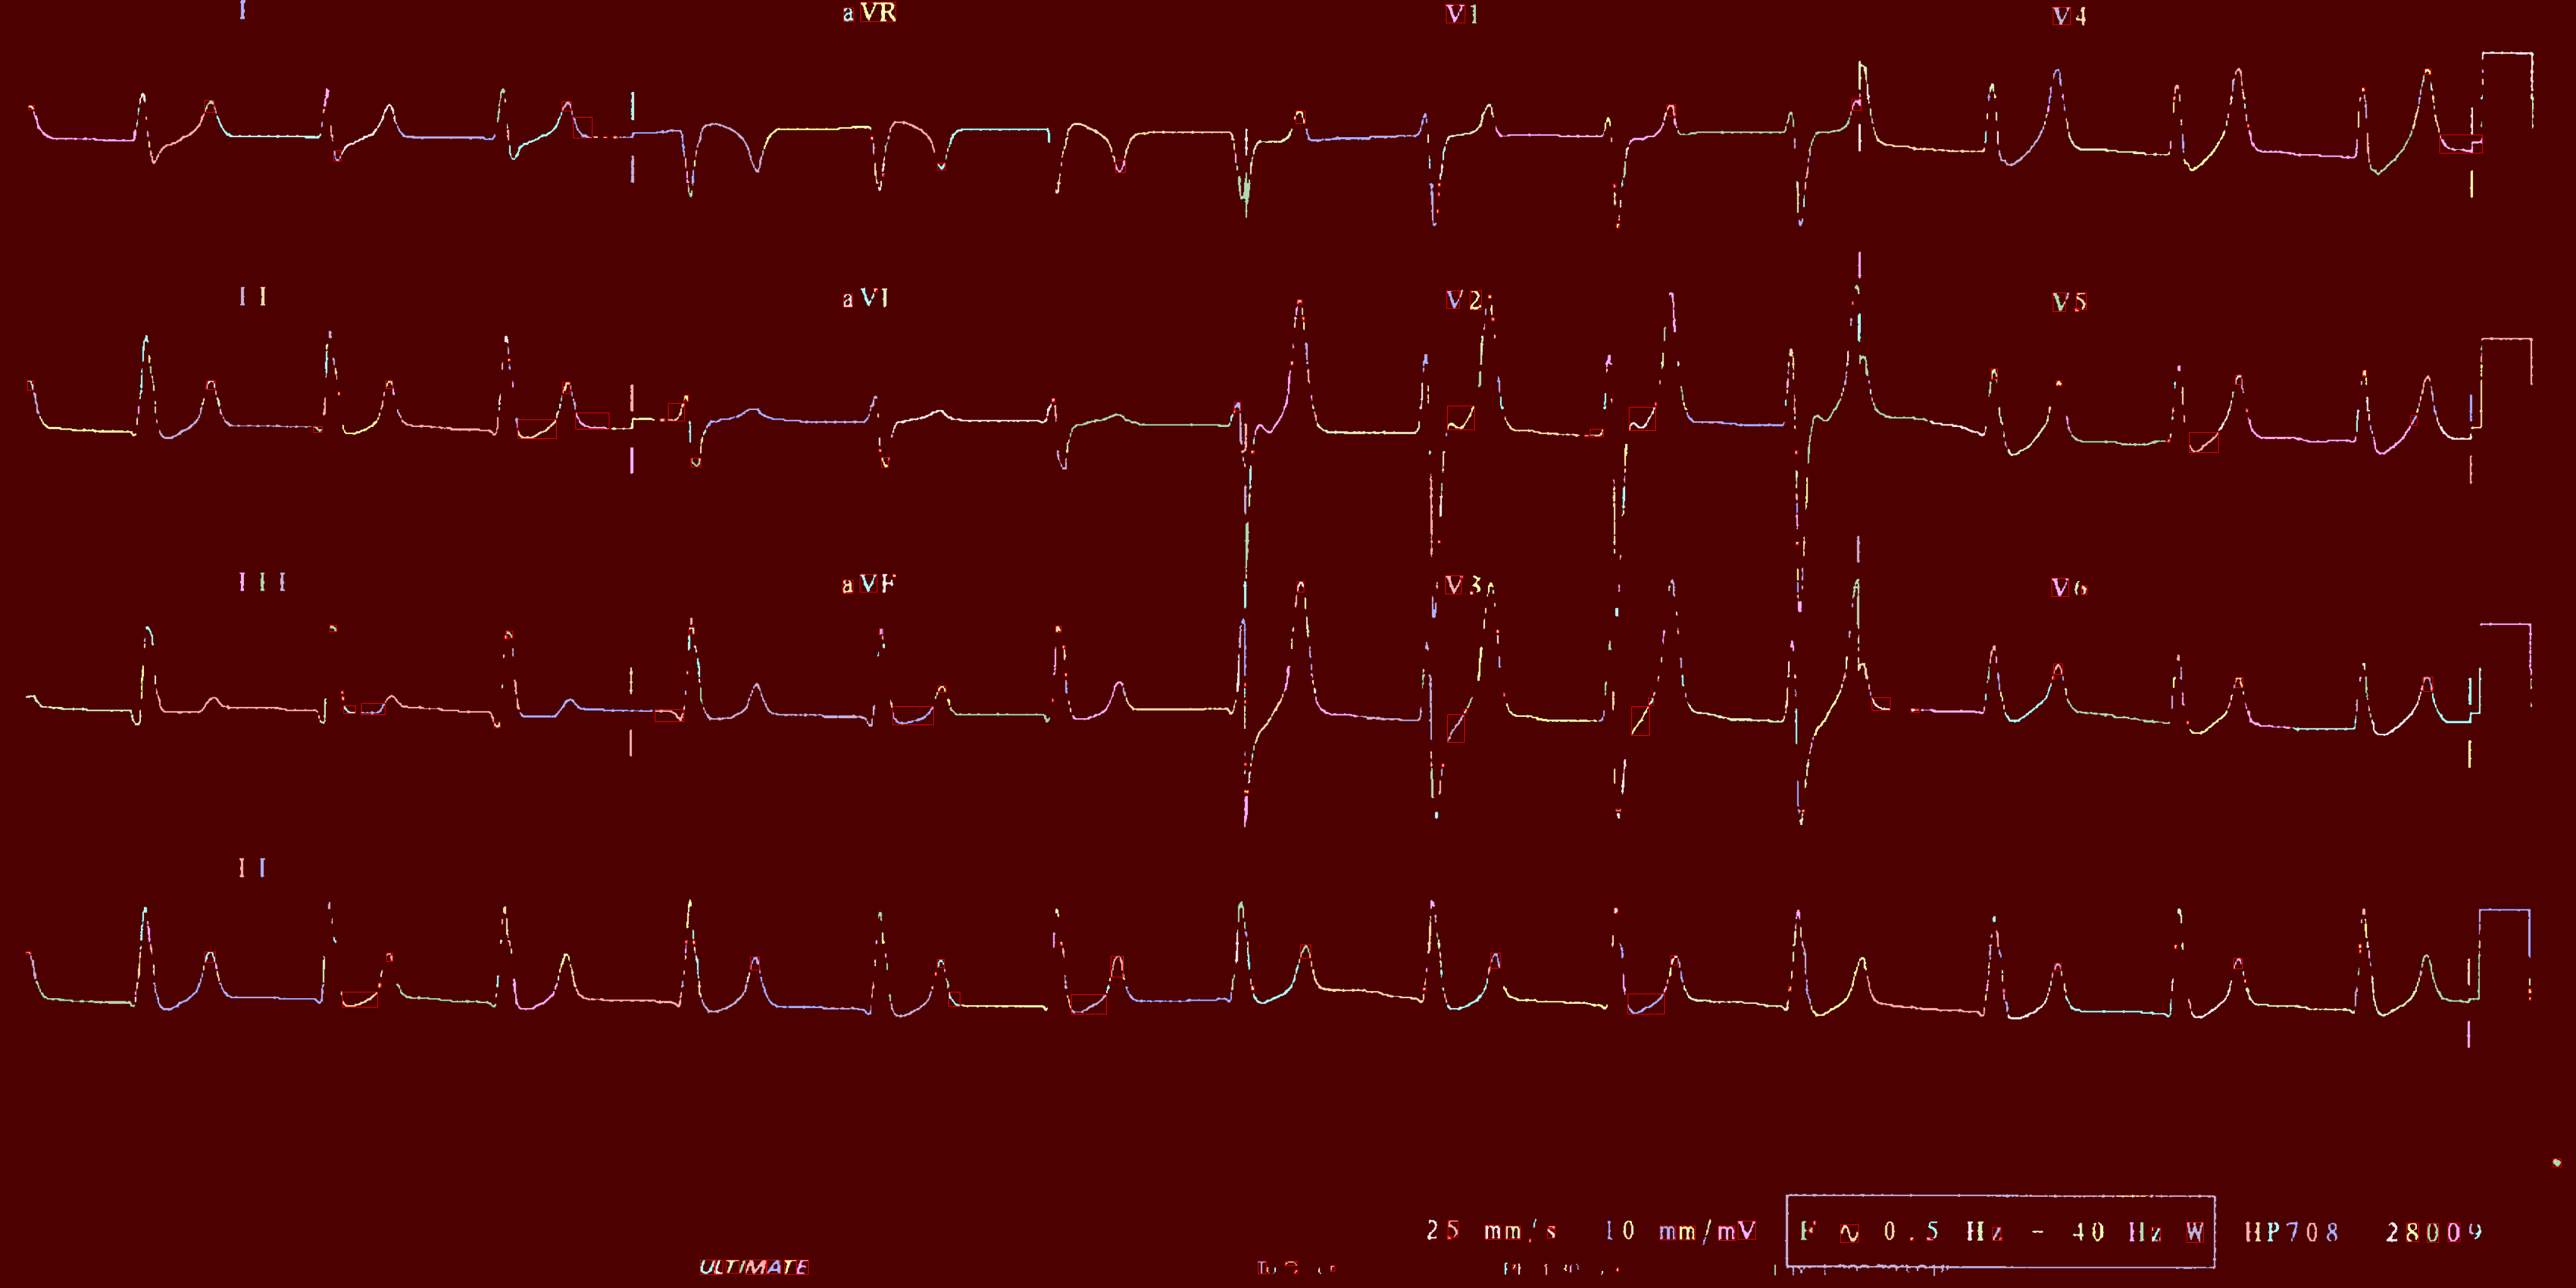 I aVR V1 V4
II aVL V2 V5
III aVF V3 V6
II
25 mm/s 10 mm/mV F ∿ 0.5 Hz - 40 Hz W HP708 28009
ULTIMATE